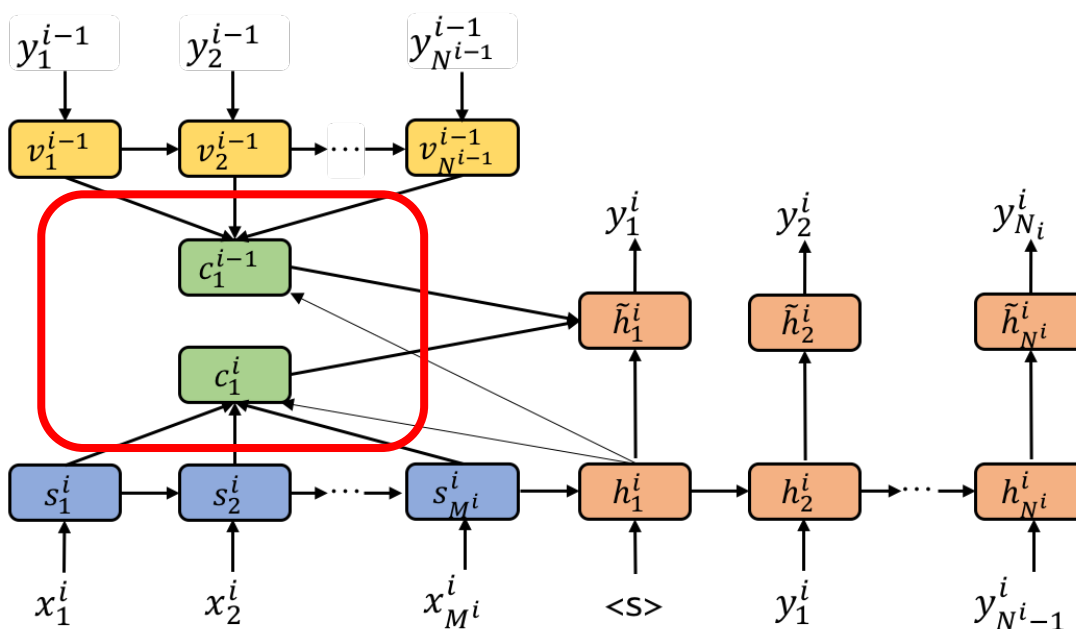 y_1^{i-1} y_2^{i-1} y_{N^{i-1}}^{i-1}
v_1^{i-1} v_2^{i-1} ⋯ v_{N^{i-1}}^{i-1}
y_1^i y_2^i y_{N_i}^i
c_1^{i-1}
h̃_1^i h̃_2^i h̃_{N^i}^i
c_1^i
s_1^i s_2^i ⋯ s_{M^i}^i h_1^i h_2^i ⋯ h_{N^i}^i
x_1^i x_2^i x_{M^i}^i <s> y_1^i y_{N^i-1}^i